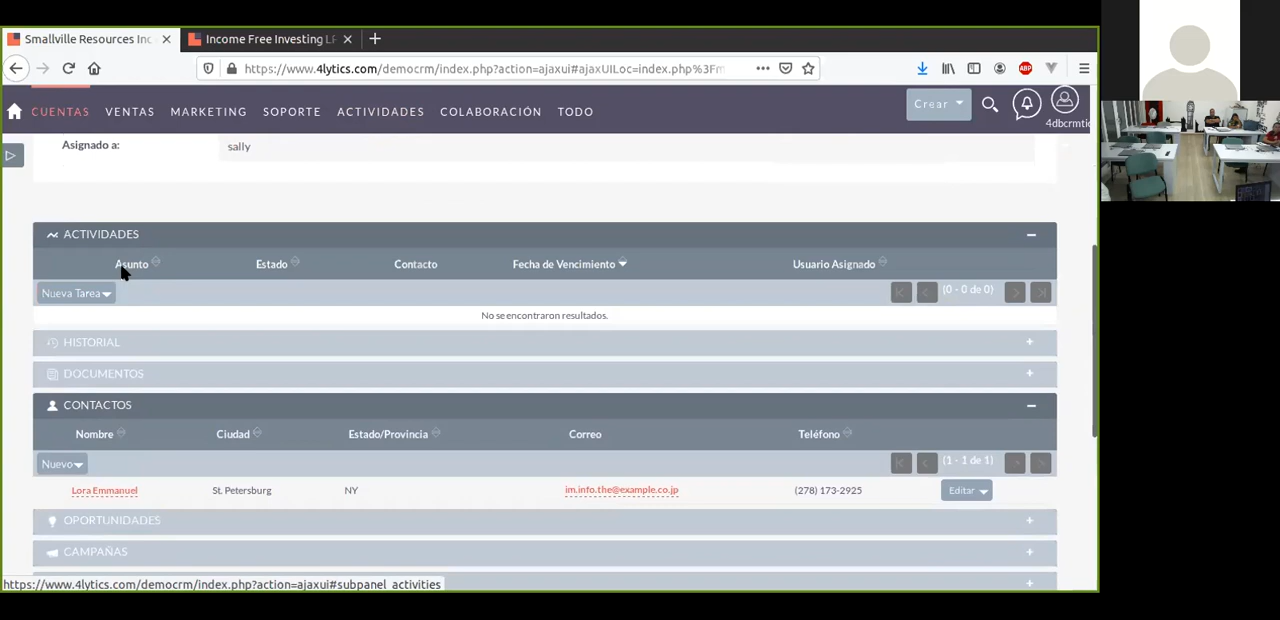 Smallville Resources Inc
Income Free Investing LP
https://www.4lytics.com/democrm/index.php?action=ajaxui#ajaxUILoc=index.php%3Fm
ABP
CUENTAS VENTAS MARKETING SOPORTE ACTIVIDADES COLABORACIÓN TODO
Crear
4dbcrmtic
Asignado a: sally
ACTIVIDADES
Asunto Estado Contacto Fecha de Vencimiento Usuario Asignado
Nueva Tarea (0 - 0 de 0)
No se encontraron resultados.
HISTORIAL
DOCUMENTOS
CONTACTOS
Nombre Ciudad Estado/Provincia Correo Teléfono
Nuevo (1 - 1 de 1)
Lora Emmanuel St. Petersburg NY im.info.the@example.co.jp (278) 173-2925 Editar
OPORTUNIDADES
CAMPAÑAS
https://www.4lytics.com/democrm/index.php?action=ajaxui#subpanel_activities